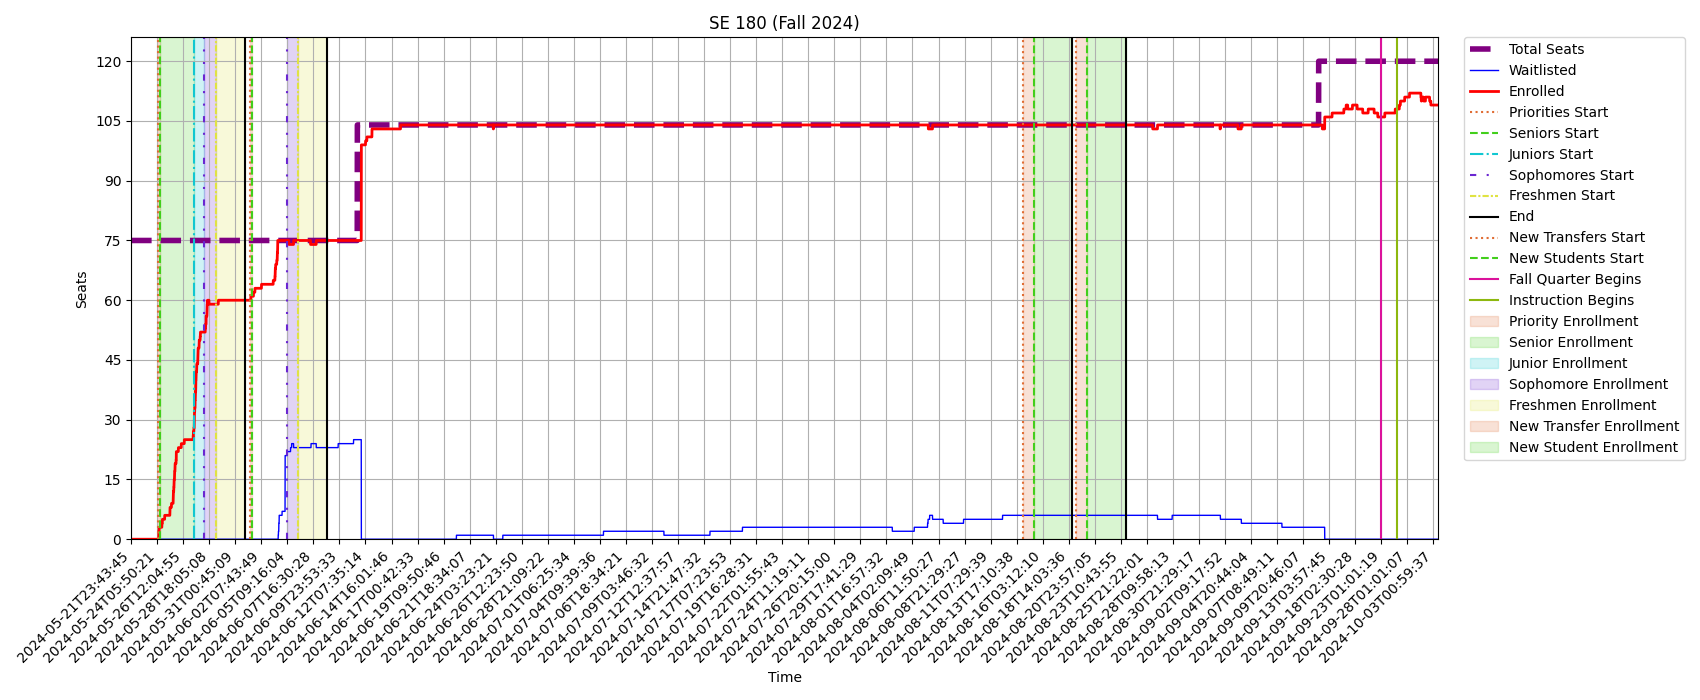 SE 180 (Fall 2024)
Seats
120
105
90
75
60
45
30
15
0
2024-05-21T23:43:45
2024-05-24T05:50:21
2024-05-26T12:04:55
2024-05-28T18:05:08
2024-05-31T00:45:09
2024-06-02T07:43:49
2024-06-05T09:16:04
2024-06-07T16:30:28
2024-06-09T23:53:33
2024-06-12T07:35:14
2024-06-14T16:01:46
2024-06-17T00:42:33
2024-06-19T09:50:46
2024-06-21T18:34:07
2024-06-24T03:23:21
2024-06-26T12:23:50
2024-06-28T21:09:22
2024-07-01T06:25:34
2024-07-04T09:39:36
2024-07-06T18:34:21
2024-07-09T03:46:32
2024-07-12T12:37:57
2024-07-14T21:47:32
2024-07-17T07:23:53
2024-07-19T16:28:31
2024-07-22T01:55:43
2024-07-24T11:19:11
2024-07-26T20:15:00
2024-07-29T17:41:29
2024-08-01T16:57:32
2024-08-04T02:09:49
2024-08-06T11:50:27
2024-08-08T21:29:27
2024-08-11T07:29:39
2024-08-13T17:10:38
2024-08-16T03:12:10
2024-08-18T14:03:36
2024-08-20T23:57:05
2024-08-23T10:43:55
2024-08-25T21:22:01
2024-08-28T09:58:13
2024-08-30T21:29:17
2024-09-02T09:17:52
2024-09-04T20:44:04
2024-09-07T08:49:11
2024-09-09T20:46:07
2024-09-13T03:57:45
2024-09-18T02:30:28
2024-09-23T01:01:19
2024-09-28T01:01:07
2024-10-03T00:59:37
Time
Total Seats
Waitlisted
Enrolled
Priorities Start
Seniors Start
Juniors Start
Sophomores Start
Freshmen Start
End
New Transfers Start
New Students Start
Fall Quarter Begins
Instruction Begins
Priority Enrollment
Senior Enrollment
Junior Enrollment
Sophomore Enrollment
Freshmen Enrollment
New Transfer Enrollment
New Student Enrollment